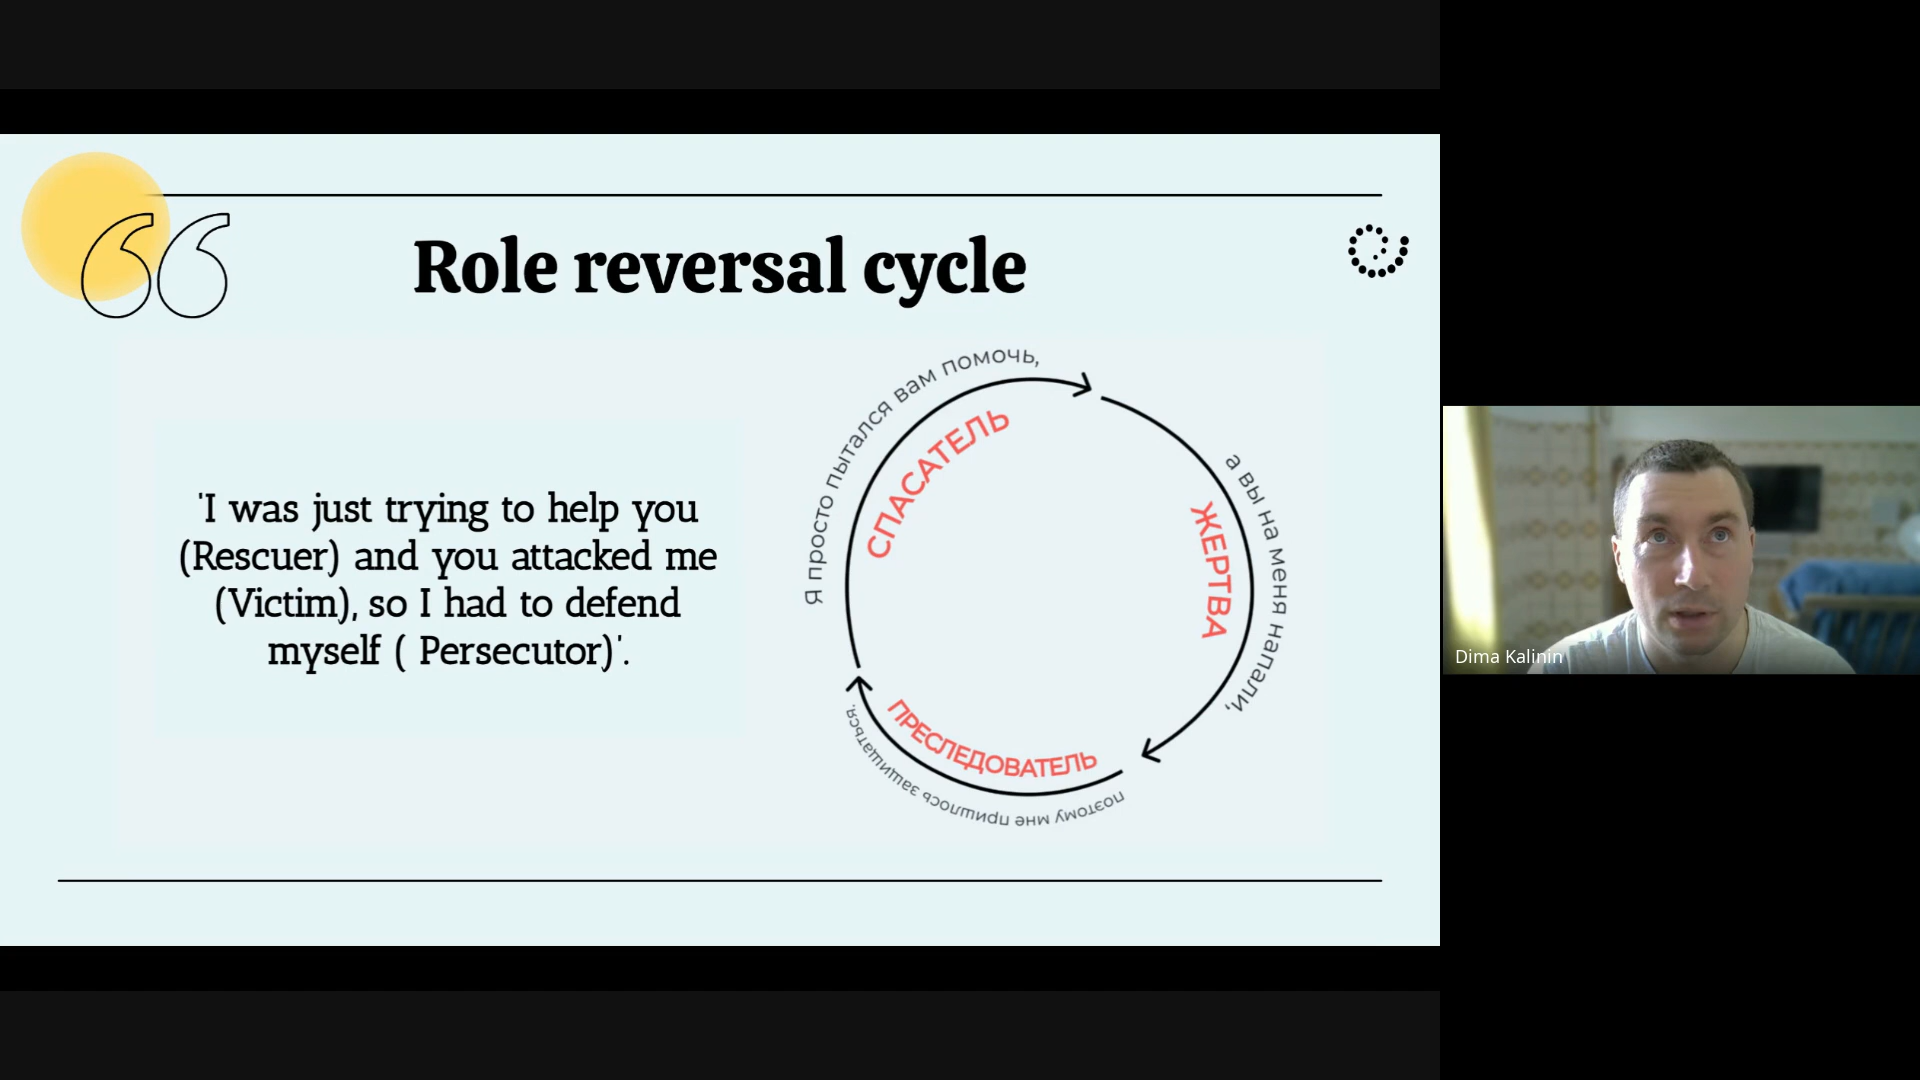 Role reversal cycle
'I was just trying to help you
(Rescuer) and you attacked me
(Victim), so I had to defend
myself ( Persecutor)'.
Я просто пытался вам помочь,
СПАСАТЕЛЬ
а вы на меня напали,
ЖЕРТВА
поэтому мне пришлось защищаться.
ПРЕСЛЕДОВАТЕЛЬ
Dima Kalinin